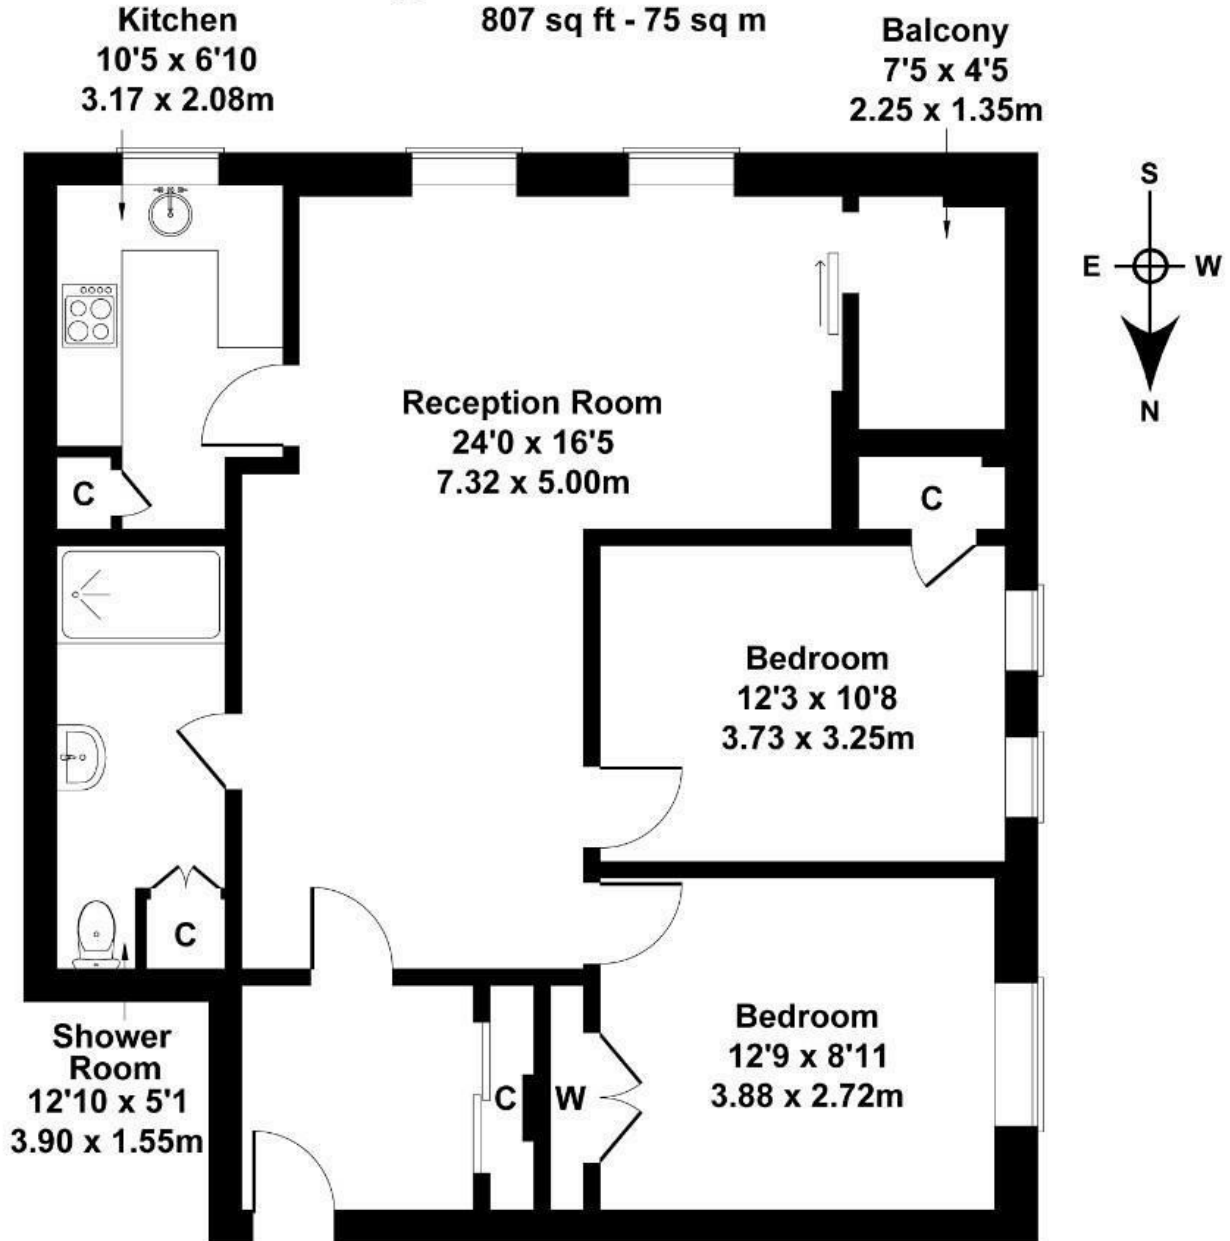 807 sq ft - 75 sq m
Kitchen
10'5 x 6'10
3.17 x 2.08m
Balcony
7'5 x 4'5
2.25 x 1.35m
S
E
W
N
Reception Room
24'0 x 16'5
7.32 x 5.00m
C
C
Bedroom
12'3 x 10'8
3.73 x 3.25m
C
Shower
Room
12'10 x 5'1
3.90 x 1.55m
C
W
Bedroom
12'9 x 8'11
3.88 x 2.72m